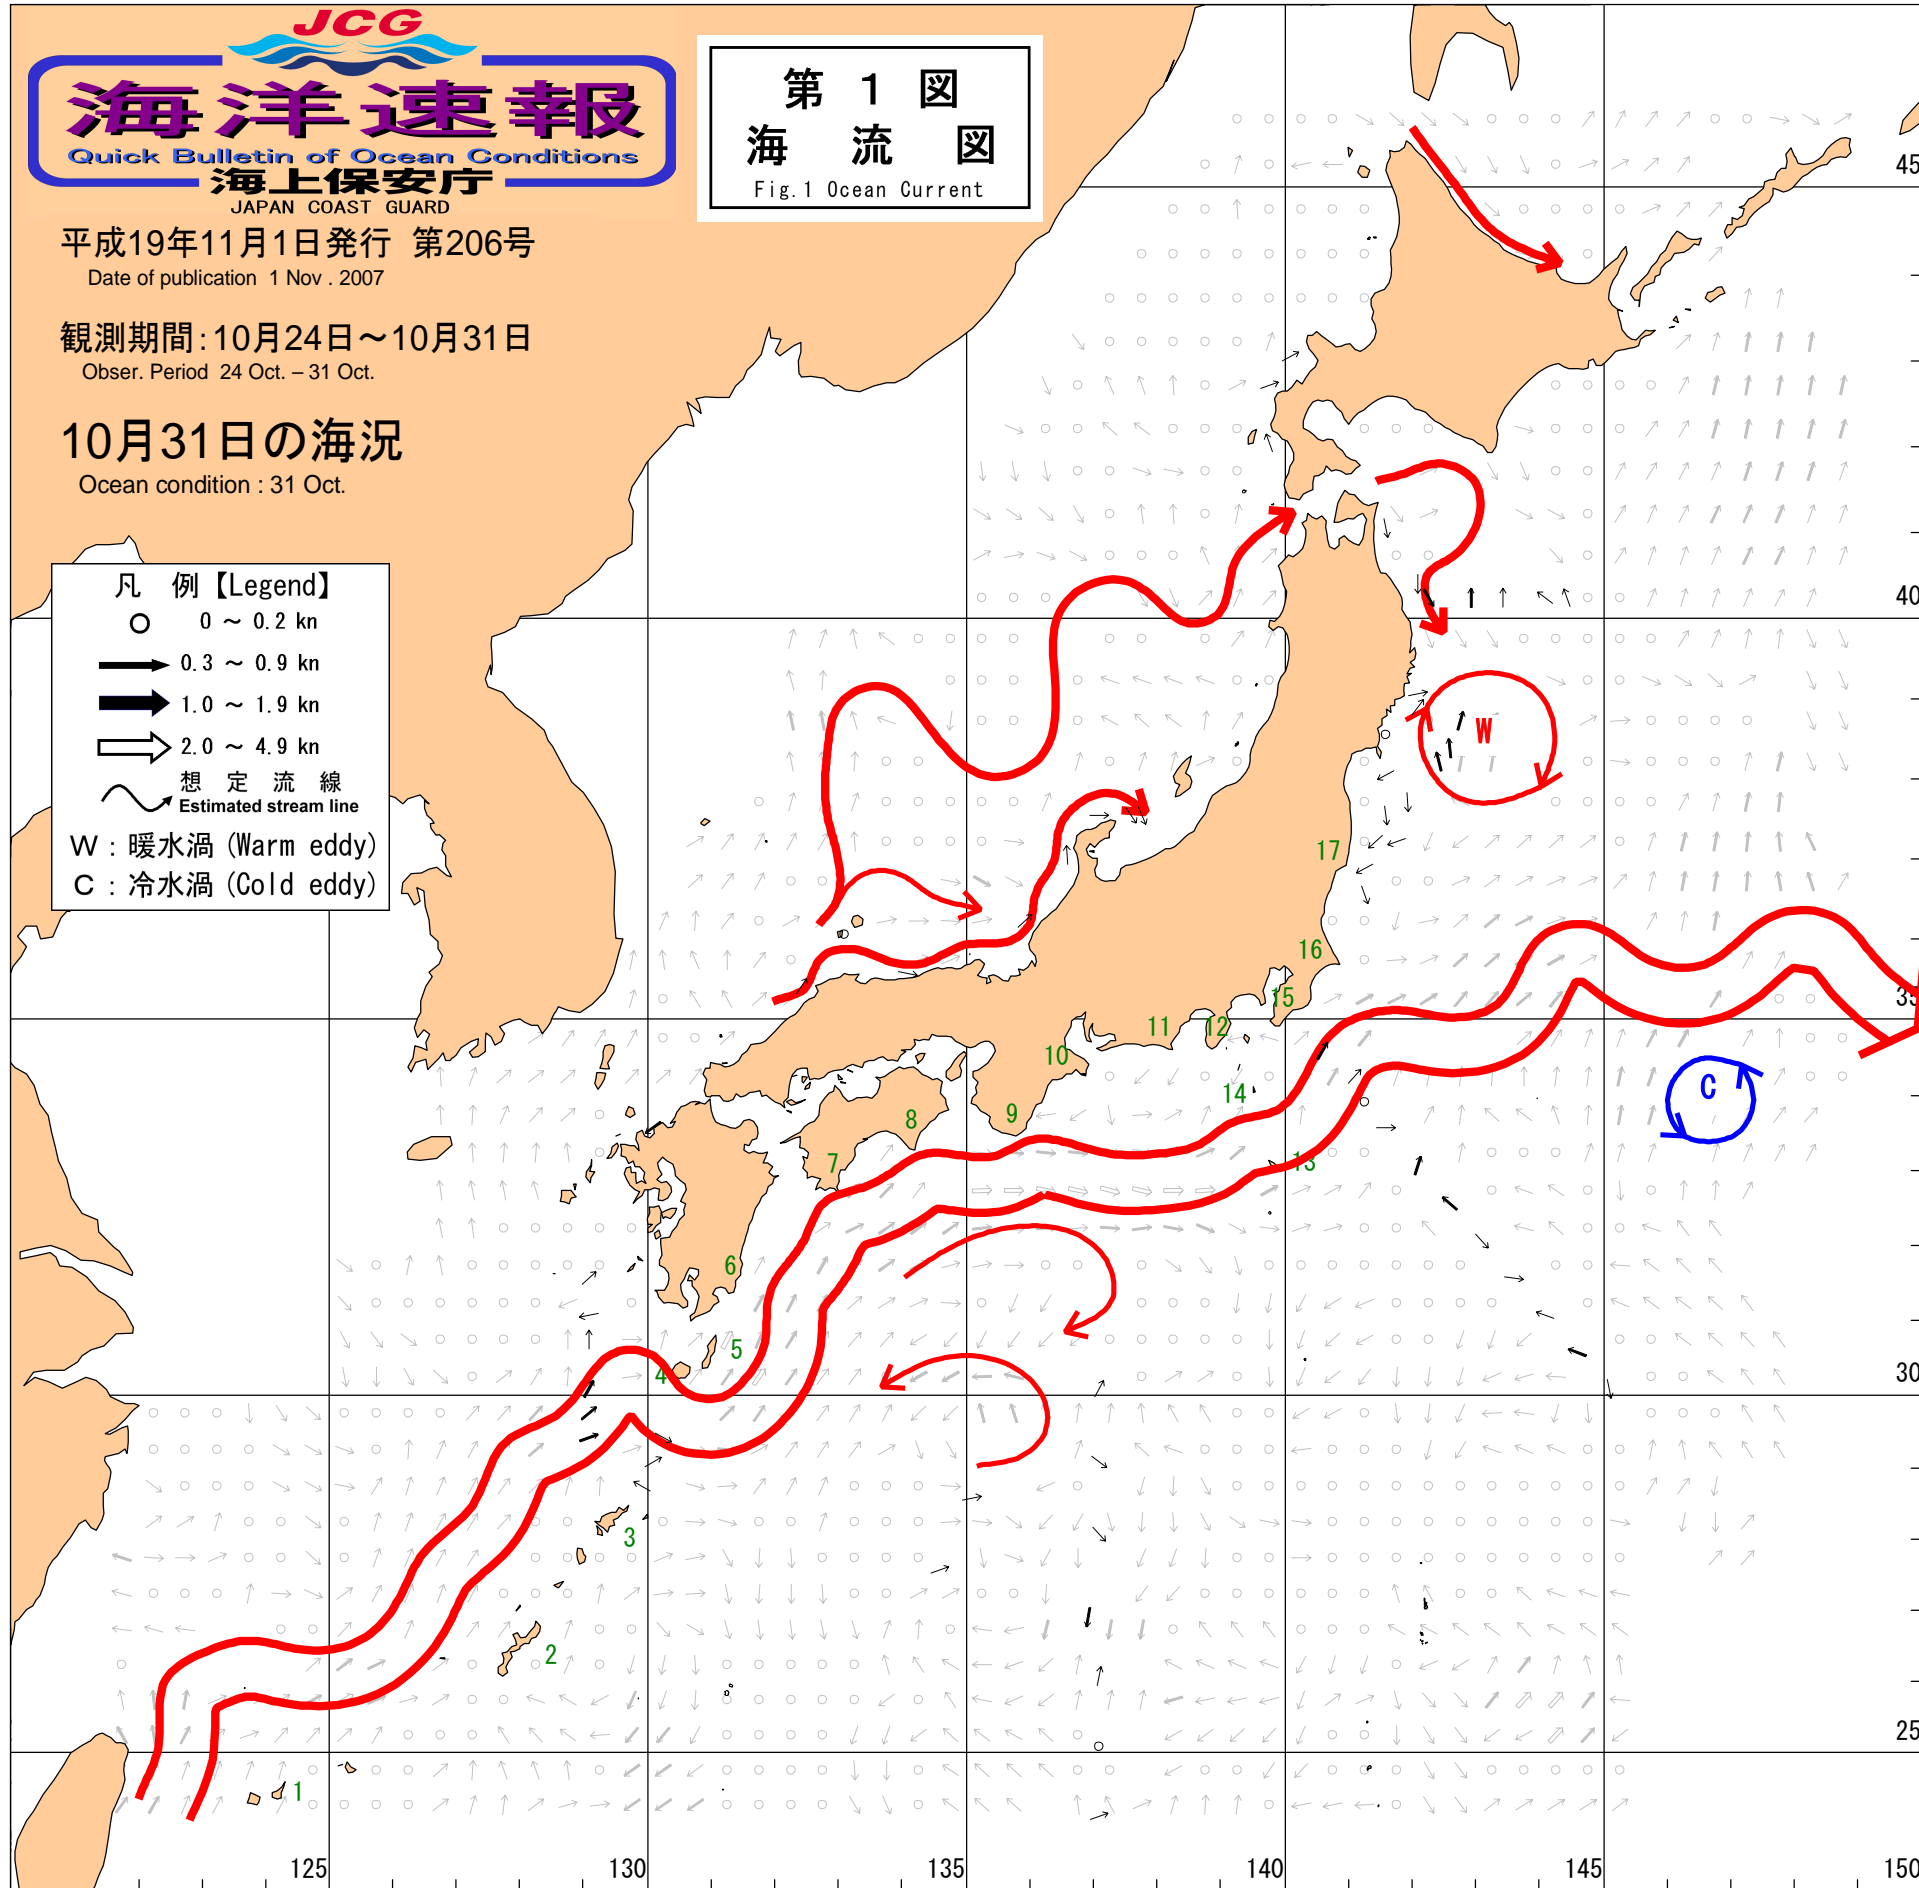 JCG
海洋速報
Quick Bulletin of Ocean Conditions
海上保安庁
JAPAN COAST GUARD
平成19年11月1日発行 第206号
Date of publication 1 Nov . 2007
観測期間:10月24日～10月31日
Obser. Period 24 Oct. – 31 Oct.
10月31日の海況
Ocean condition : 31 Oct.
第 1 図
海 流 図
Fig.1 Ocean Current
凡 例【Legend】
0 ～ 0.2 kn
0.3 ～ 0.9 kn
1.0 ～ 1.9 kn
2.0 ～ 4.9 kn
想 定 流 線
Estimated stream line
W : 暖水渦 (Warm eddy)
C : 冷水渦 (Cold eddy)
45
40
W
17
16
35
15
12
11
10
C
14
9
8
7
13
6
5
4
30
3
2
25
1
125
130
135
140
145
150